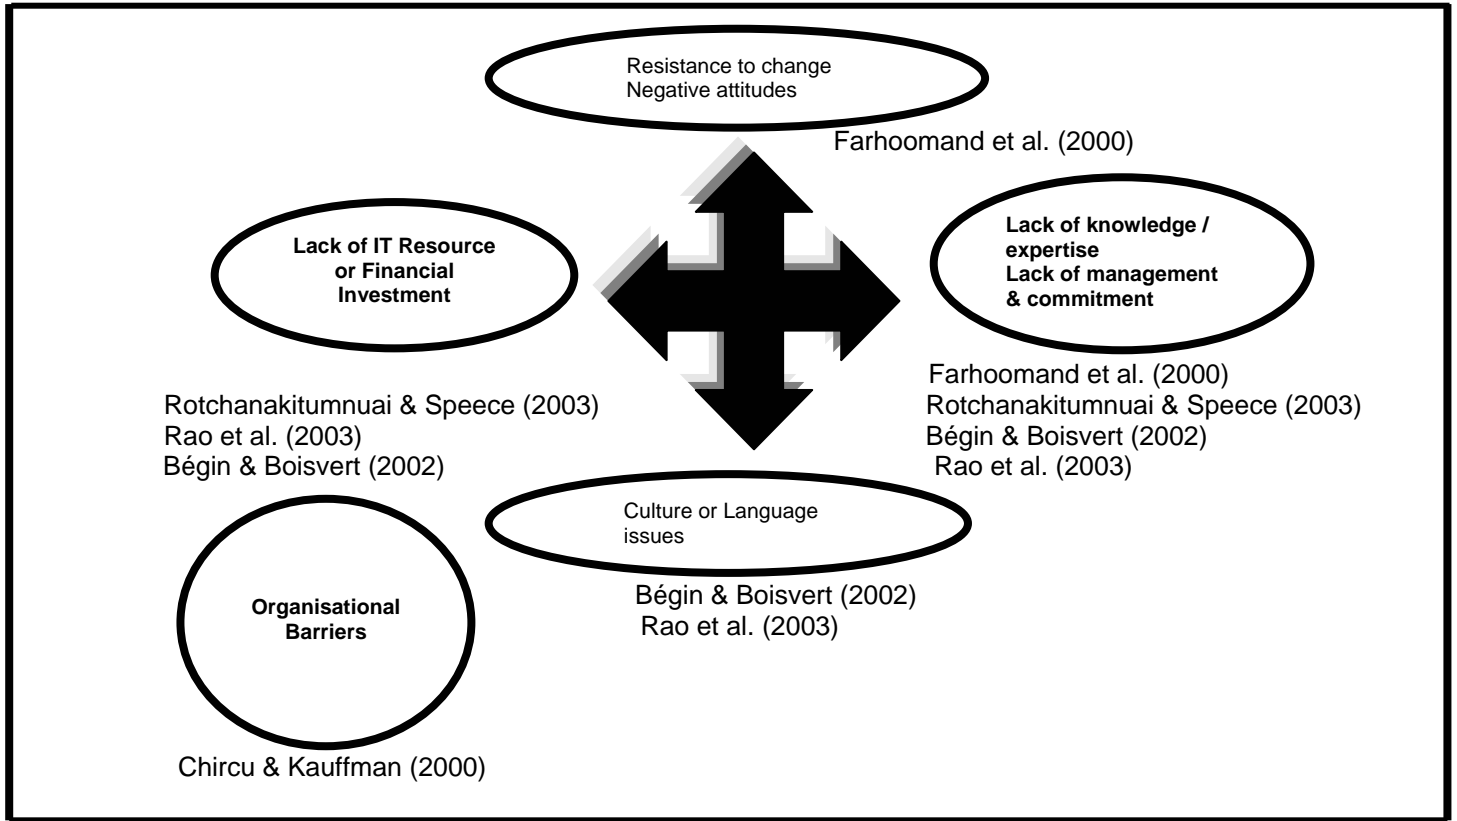 Resistance to change
Negative attitudes
Farhoomand et al. (2000)
Lack of IT Resource
or Financial
Investment
Rotchanakitumnuai & Speece (2003)
Rao et al. (2003)
Bégin & Boisvert (2002)
Lack of knowledge /
expertise
Lack of management
& commitment
Farhoomand et al. (2000)
Rotchanakitumnuai & Speece (2003)
Bégin & Boisvert (2002)
Rao et al. (2003)
Culture or Language
issues
Bégin & Boisvert (2002)
Rao et al. (2003)
Organisational
Barriers
Chircu & Kauffman (2000)